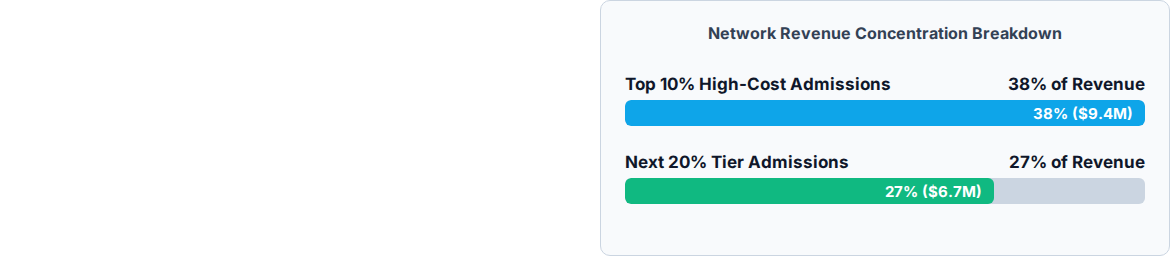 Network Revenue Concentration Breakdown
Top 10% High-Cost Admissions 38% of Revenue
38% ($9.4M)
Next 20% Tier Admissions 27% of Revenue
27% ($6.7M)